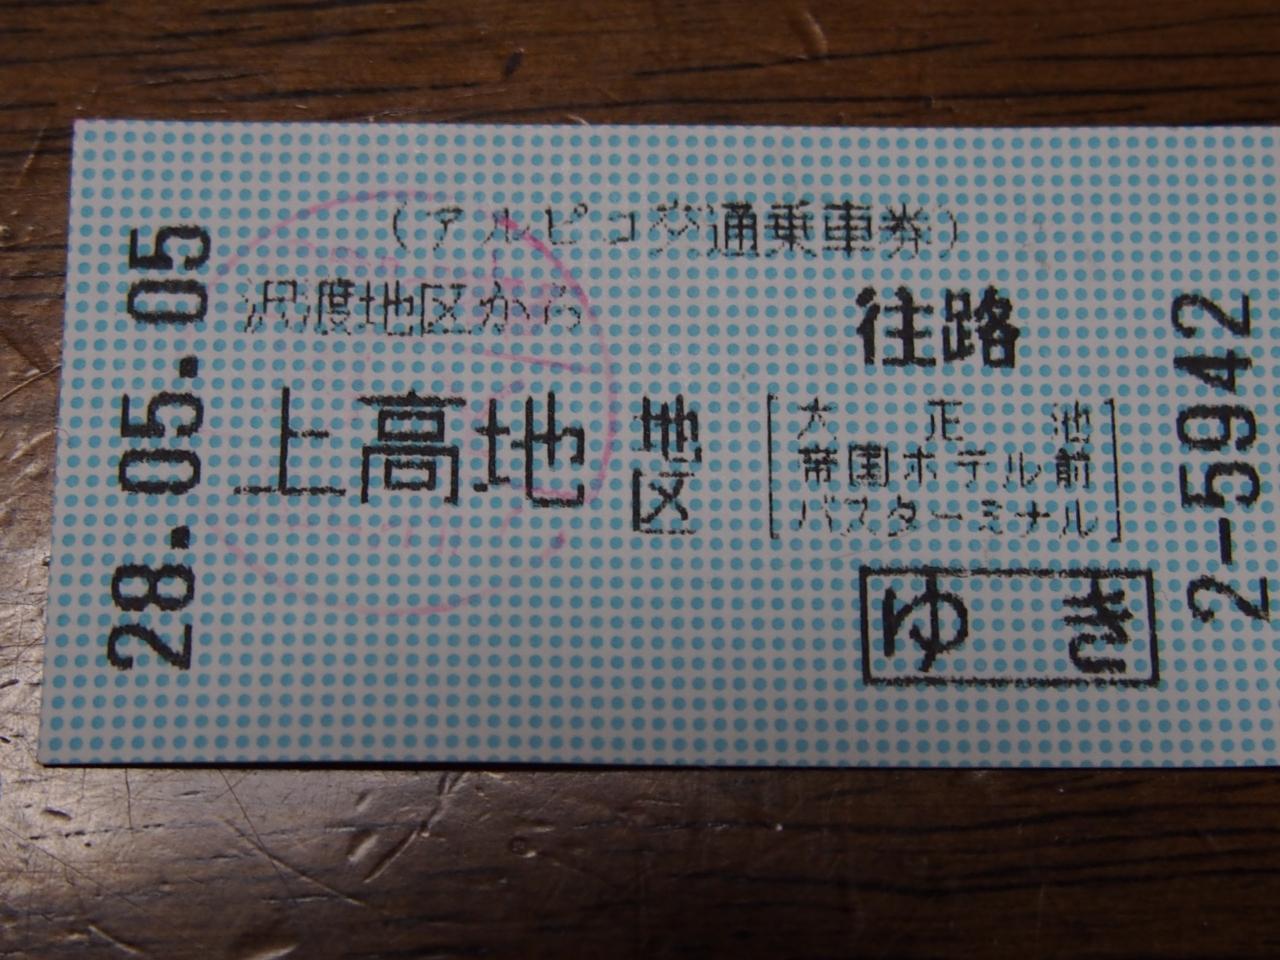 (アルピコ交通乗車券)
沢渡地区から
往路
上高地 地区
大正池
帝国ホテル前
バスターミナル
ゆき
28.05.05
2-5942